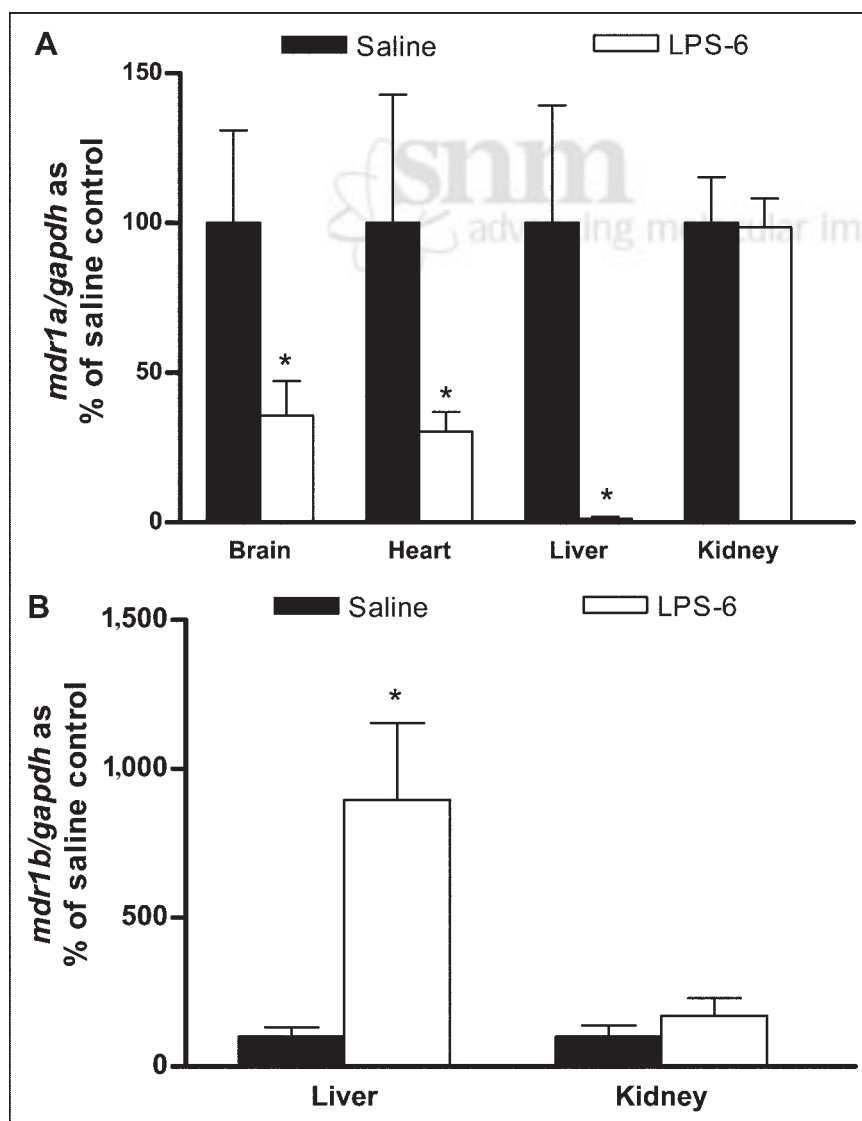 A
Saline
LPS-6
mdr1a/gapdh as
% of saline control
150
100
50
0
snm
advancing molecular im
*
*
*
Brain
Heart
Liver
Kidney
B
Saline
LPS-6
mdr1b/gapdh as
% of saline control
1,500
1,000
500
0
*
Liver
Kidney